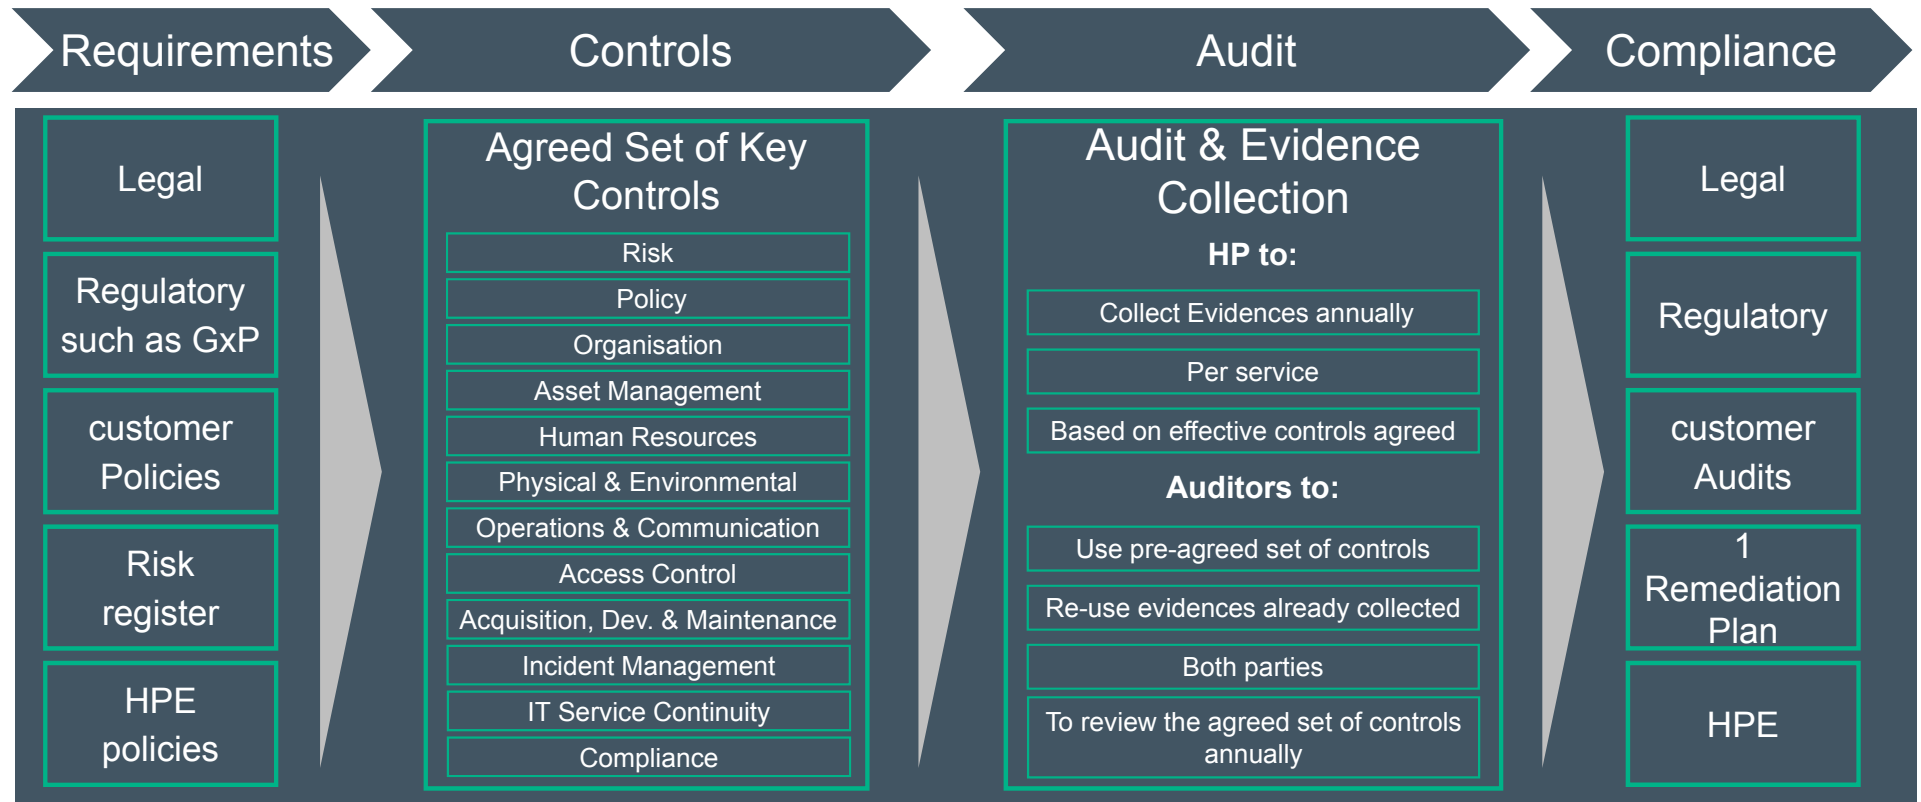 Requirements
Controls
Audit
Compliance
Legal
Regulatory
such as GxP
customer
Policies
Risk
register
HPE
policies
Agreed Set of Key
Controls
Risk
Policy
Organisation
Asset Management
Human Resources
Physical & Environmental
Operations & Communication
Access Control
Acquisition, Dev. & Maintenance
Incident Management
IT Service Continuity
Compliance
Audit & Evidence
Collection
HP to:
Collect Evidences annually
Per service
Based on effective controls agreed
Auditors to:
Use pre-agreed set of controls
Re-use evidences already collected
Both parties
To review the agreed set of controls
annually
Legal
Regulatory
customer
Audits
1
Remediation
Plan
HPE